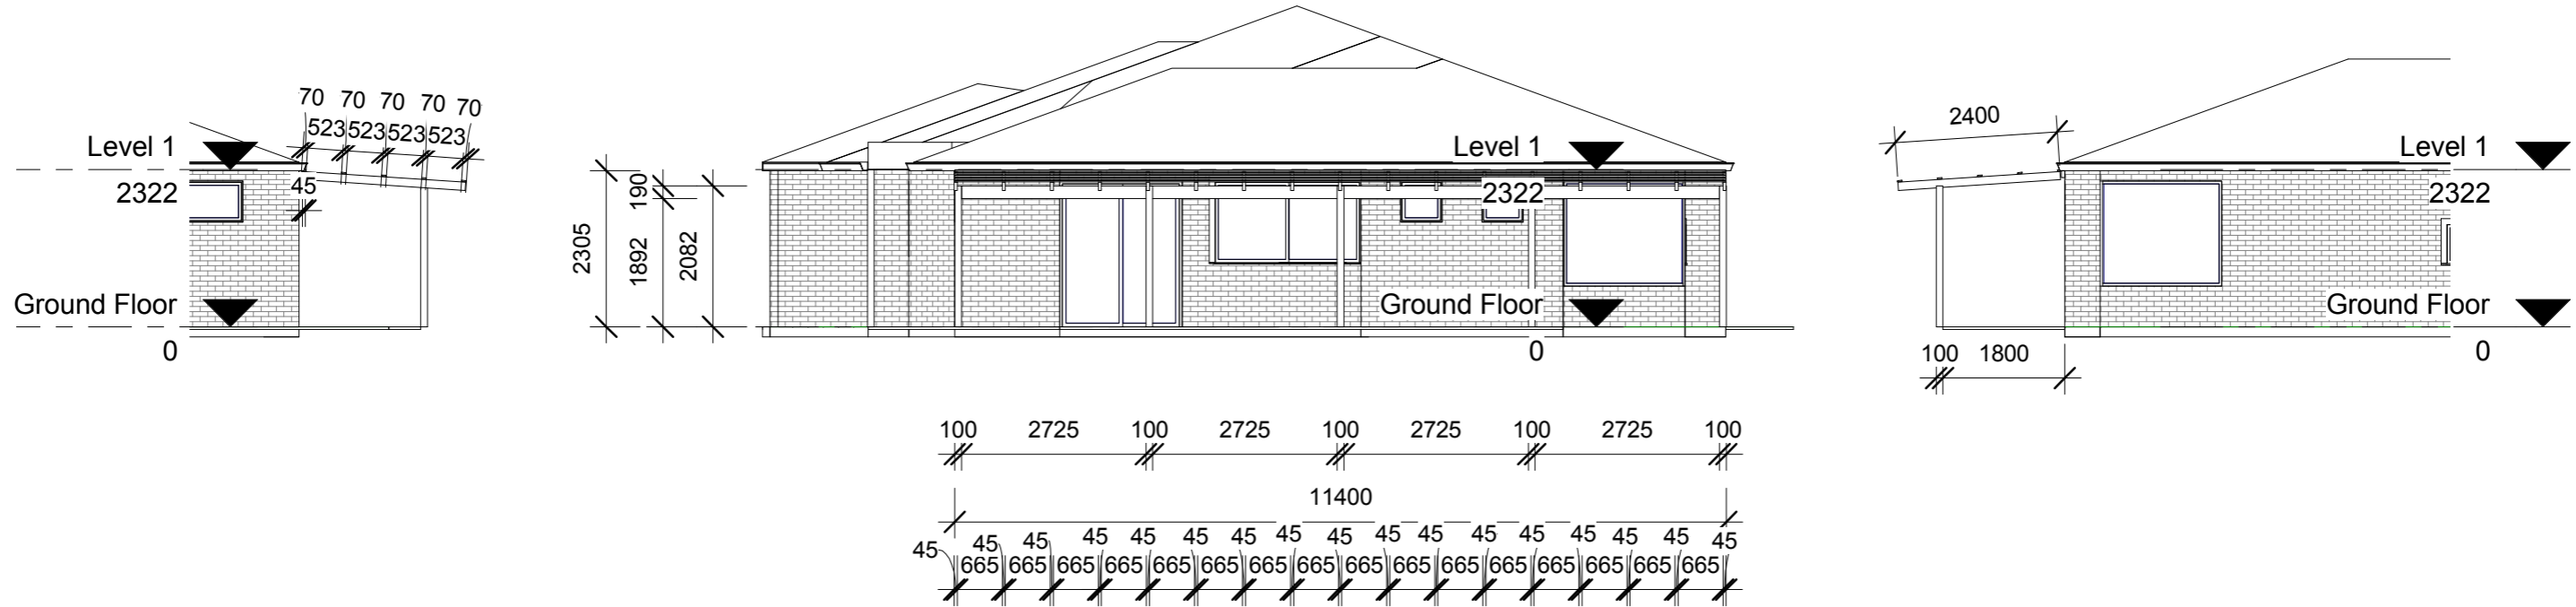 70 70 70 70 70
523 523 523 523
Level 1
2322
45
Ground Floor
0
2305
1892
190
2082
Level 1
2322
Ground Floor
0
100 2725 100 2725 100 2725 100 2725 100
11400
45 45 45 45 45 45 45 45 45 45 45 45 45 45 45 45 45
665 665 665 665 665 665 665 665 665 665 665 665 665 665 665 665
2400
Level 1
2322
Ground Floor
0
100 1800